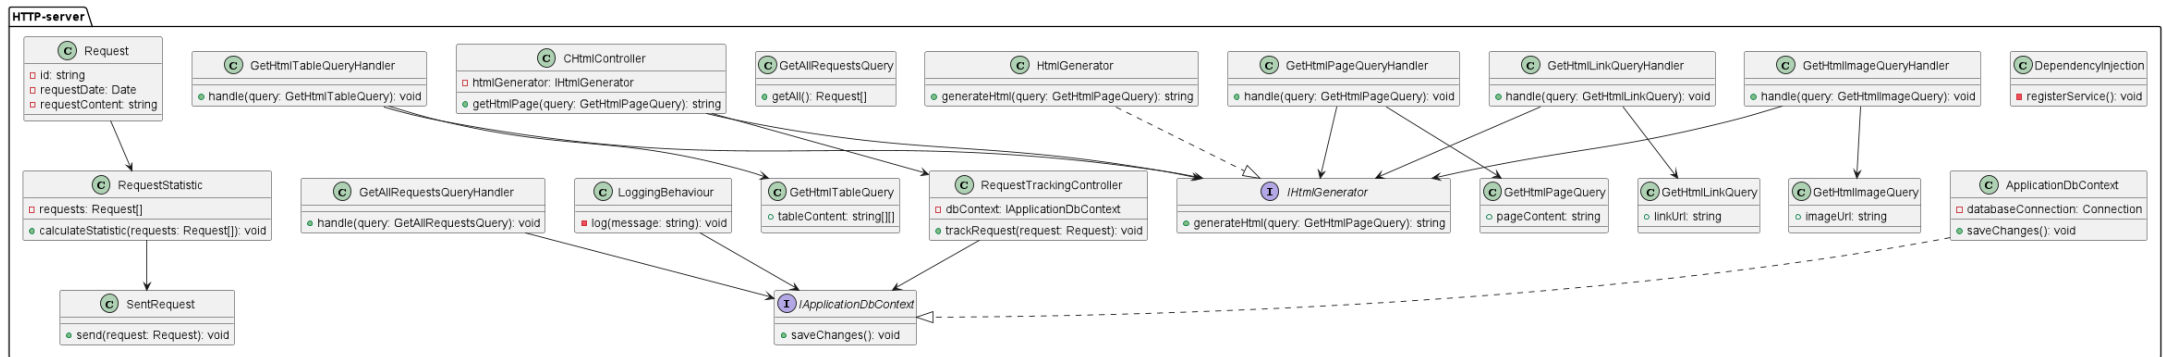 HTTP-server
C Request
id: string
requestDate: Date
requestContent: string
C GetHtmlTableQueryHandler
handle(query: GetHtmlTableQuery): void
C CHtmlController
htmlGenerator: IHtmlGenerator
getHtmlPage(query: GetHtmlPageQuery): string
C GetAllRequestsQuery
getAll(): Request[]
C HtmlGenerator
generateHtml(query: GetHtmlPageQuery): string
C GetHtmlPageQueryHandler
handle(query: GetHtmlPageQuery): void
C GetHtmlLinkQueryHandler
handle(query: GetHtmlLinkQuery): void
C GetHtmlImageQueryHandler
handle(query: GetHtmlImageQuery): void
C DependencyInjection
registerService(): void
C RequestStatistic
requests: Request[]
calculateStatistic(requests: Request[]): void
C GetAllRequestsQueryHandler
handle(query: GetAllRequestsQuery): void
C LoggingBehaviour
log(message: string): void
C GetHtmlTableQuery
tableContent: string[][]
C RequestTrackingController
dbContext: IApplicationDbContext
trackRequest(request: Request): void
I IHtmlGenerator
generateHtml(query: GetHtmlPageQuery): string
C GetHtmlPageQuery
pageContent: string
C GetHtmlLinkQuery
linkUrl: string
C GetHtmlImageQuery
imageUrl: string
C ApplicationDbContext
databaseConnection: Connection
saveChanges(): void
C SentRequest
send(request: Request): void
I IApplicationDbContext
saveChanges(): void